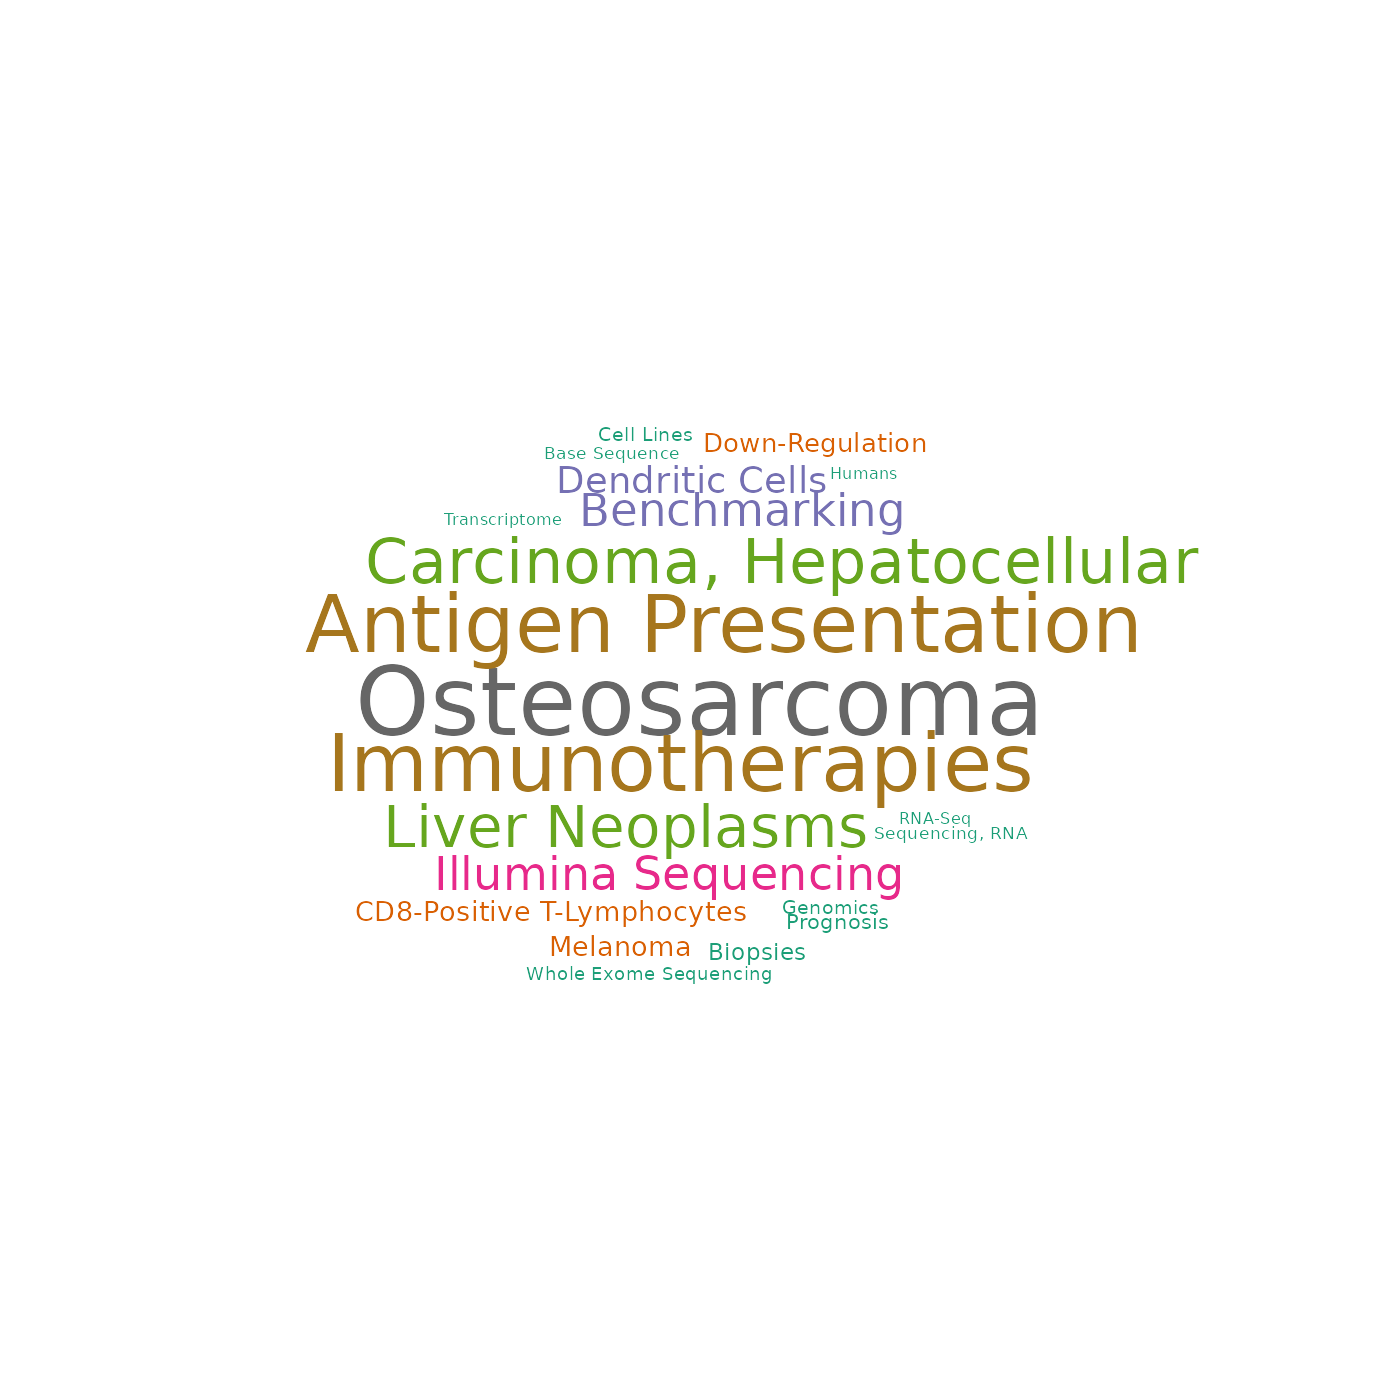 Cell Lines
Down-Regulation
Base Sequence
Dendritic Cells
Humans
Benchmarking
Transcriptome
Carcinoma, Hepatocellular
Antigen Presentation
Osteosarcoma
Immunotherapies
Liver Neoplasms
RNA-Seq
Sequencing, RNA
Illumina Sequencing
CD8-Positive T-Lymphocytes
Genomics
Prognosis
Melanoma
Biopsies
Whole Exome Sequencing